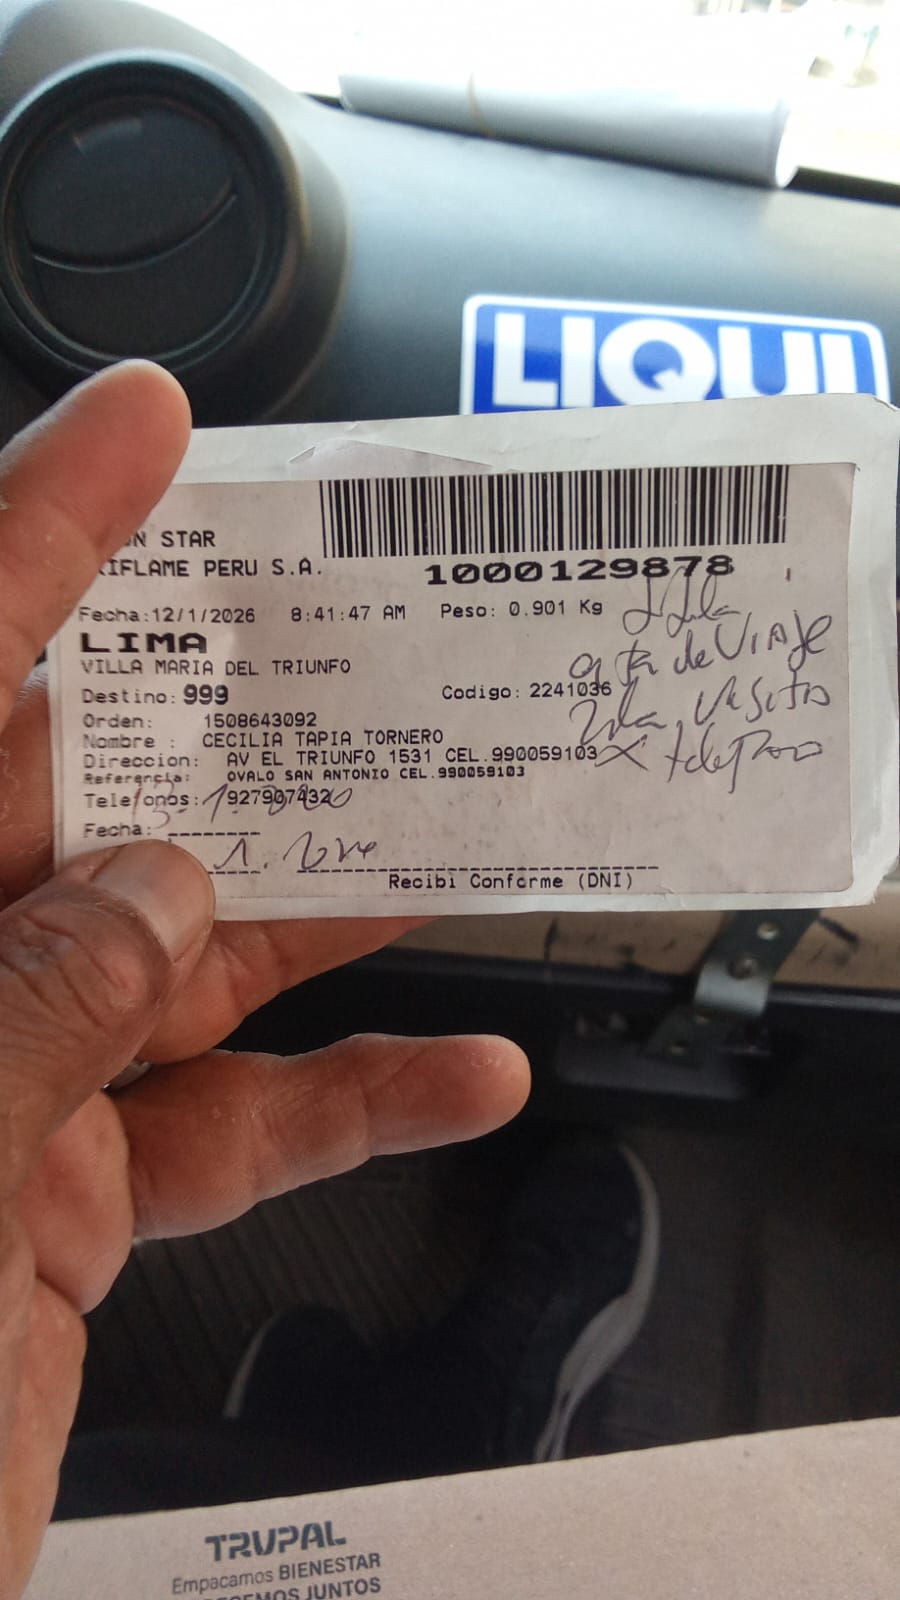 LIQUI
N STAR
IFLAME PERU S.A.
1000129878
Fecha:12/1/2026 8:41:47 AM Peso: 0.901 Kg
LIMA
VILLA MARIA DEL TRIUNFO
Destino: 999 Codigo: 2241036
de VIAJE
Orden: 1508643092
Nombre : CECILIA TAPIA TORNERO
Direccion: AV EL TRIUNFO 1531 CEL.990059103
Referencia: OVALO SAN ANTONIO CEL.990059103
Telefonos: 927907432
Fecha:
Recibi Conforme (DNI)
TRUPAL
Empacamos BIENESTAR
JUNTOS